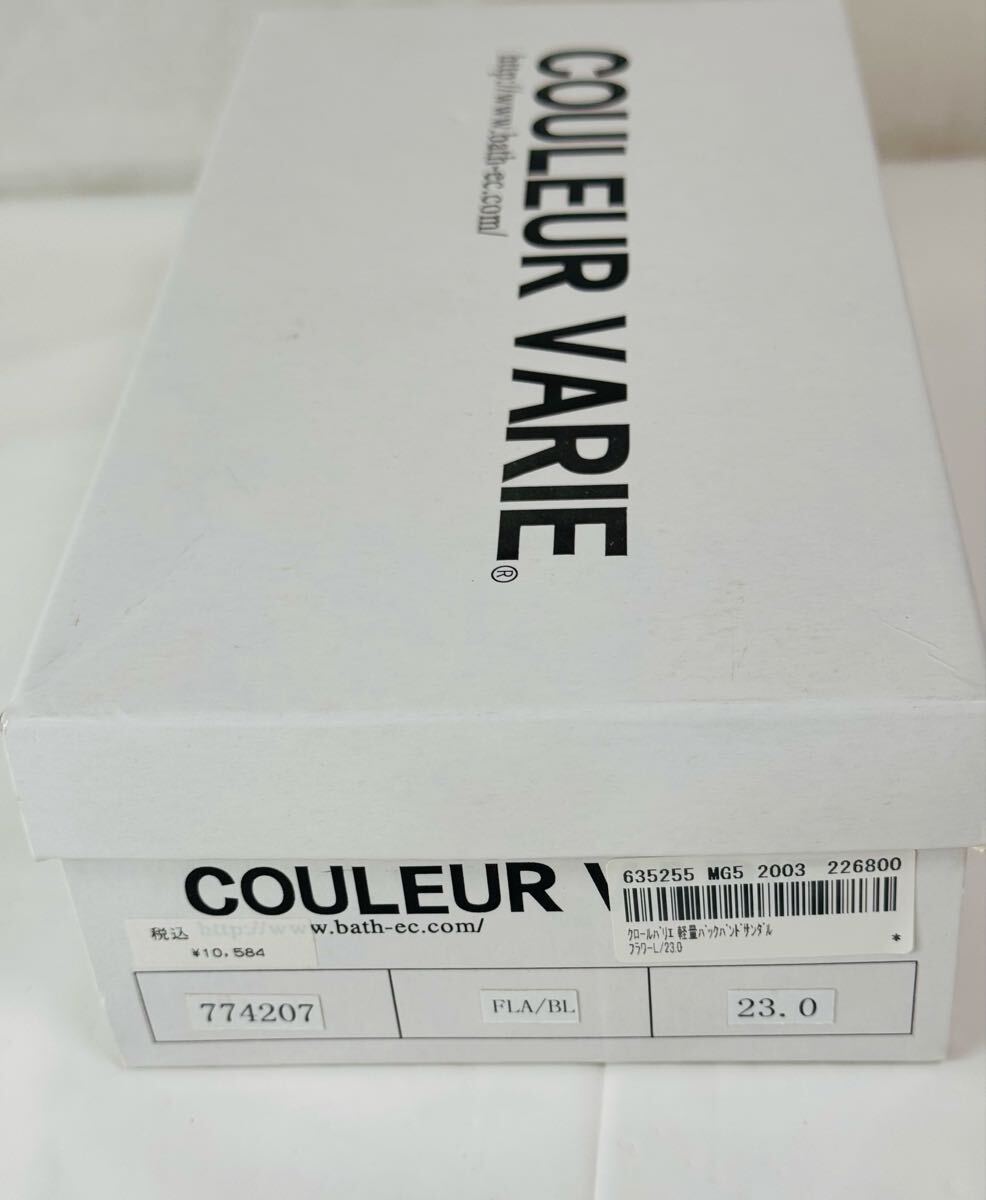 COULEUR VARIE®
http://www.bath-ec.com/
COULEUR V
http://www.bath-ec.com/
税込
¥10,584
635255 MG5 2003 226800
クロールバリエ 軽量バックバンドサンダル
フラワーL/23.0
*
774207
FLA/BL
23.0